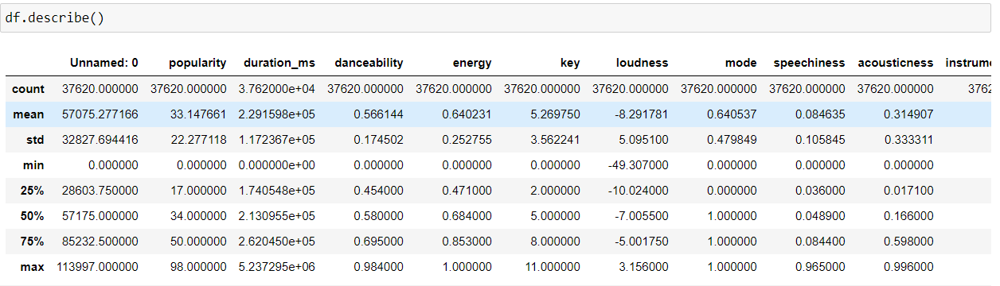 df.describe()
Unnamed: 0 popularity duration_ms danceability energy key loudness mode speechiness acousticness instrume
count 37620.000000 37620.000000 3.762000e+04 37620.000000 37620.000000 37620.000000 37620.000000 37620.000000 37620.000000 37620.000000 3762
mean 57075.277166 33.147661 2.291598e+05 0.566144 0.640231 5.269750 -8.291781 0.640537 0.084635 0.314907
std 32827.694416 22.277118 1.172367e+05 0.174502 0.252755 3.562241 5.095100 0.479849 0.105845 0.333311
min 0.000000 0.000000 0.000000e+00 0.000000 0.000000 0.000000 -49.307000 0.000000 0.000000 0.000000
25% 28603.750000 17.000000 1.740548e+05 0.454000 0.471000 2.000000 -10.024000 0.000000 0.036000 0.017100
50% 57175.000000 34.000000 2.130955e+05 0.580000 0.684000 5.000000 -7.005500 1.000000 0.048900 0.166000
75% 85232.500000 50.000000 2.620450e+05 0.695000 0.853000 8.000000 -5.001750 1.000000 0.084400 0.598000
max 113997.000000 98.000000 5.237295e+06 0.984000 1.000000 11.000000 3.156000 1.000000 0.965000 0.996000